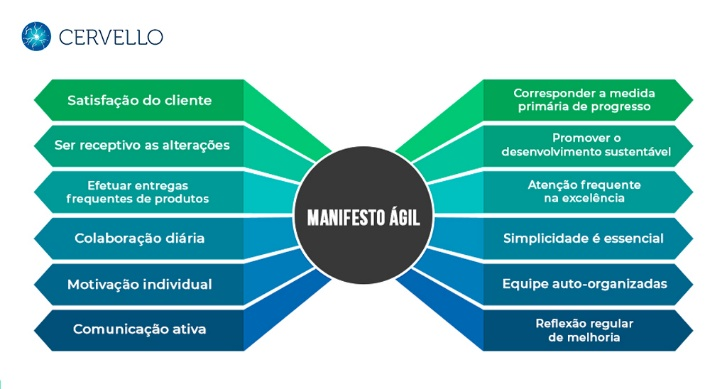 CERVELLO
Satisfação do cliente
Ser receptivo as alterações
Efetuar entregas
frequentes de produtos
Colaboração diária
Motivação individual
Comunicação ativa
MANIFESTO ÁGIL
Corresponder a medida
primária de progresso
Promover o
desenvolvimento sustentável
Atenção frequente
na excelência
Simplicidade é essencial
Equipe auto-organizadas
Reflexão regular
de melhoria